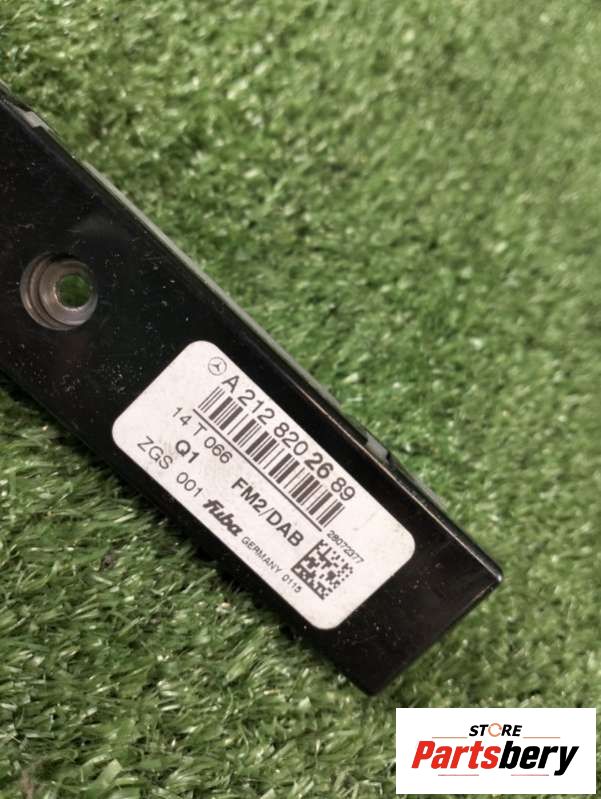 A 212 820 26 89
14 T 066
28072377
Q1 FM2/DAB
ZGS 001 fuba GERMANY 0115
STORE
Partsbery